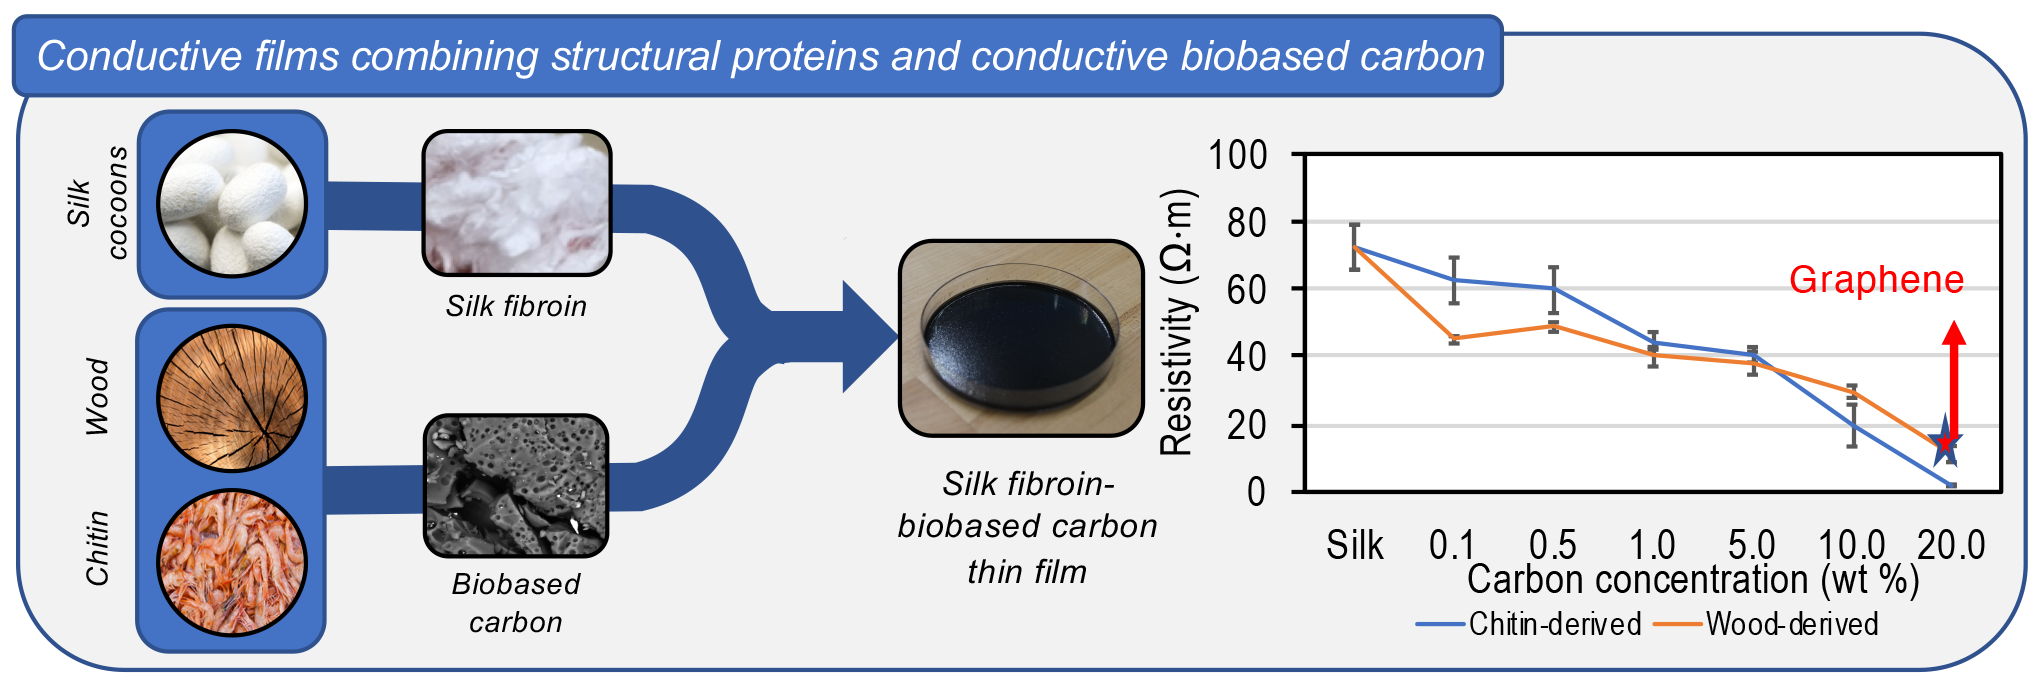 Conductive films combining structural proteins and conductive biobased carbon
Silk
cocoons
Wood
Chitin
Silk fibroin
Biobased
carbon
Silk fibroin-
biobased carbon
thin film
Resistivity (Ω·m)
100
80
60
40
20
0
Graphene
Silk 0.1 0.5 1.0 5.0 10.0 20.0
Carbon concentration (wt %)
Chitin-derived Wood-derived